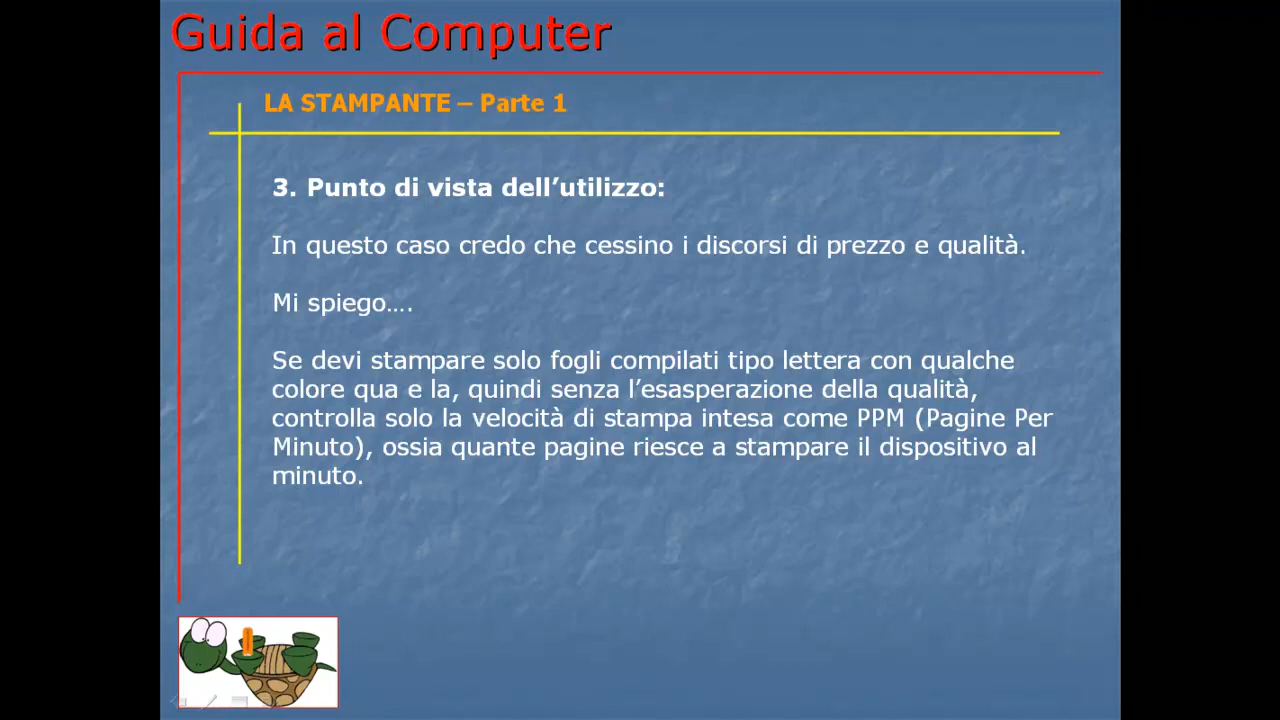 Guida al Computer
LA STAMPANTE – Parte 1
3. Punto di vista dell’utilizzo:
In questo caso credo che cessino i discorsi di prezzo e qualità.
Mi spiego….
Se devi stampare solo fogli compilati tipo lettera con qualche
colore qua e la, quindi senza l’esasperazione della qualità,
controlla solo la velocità di stampa intesa come PPM (Pagine Per
Minuto), ossia quante pagine riesce a stampare il dispositivo al
minuto.